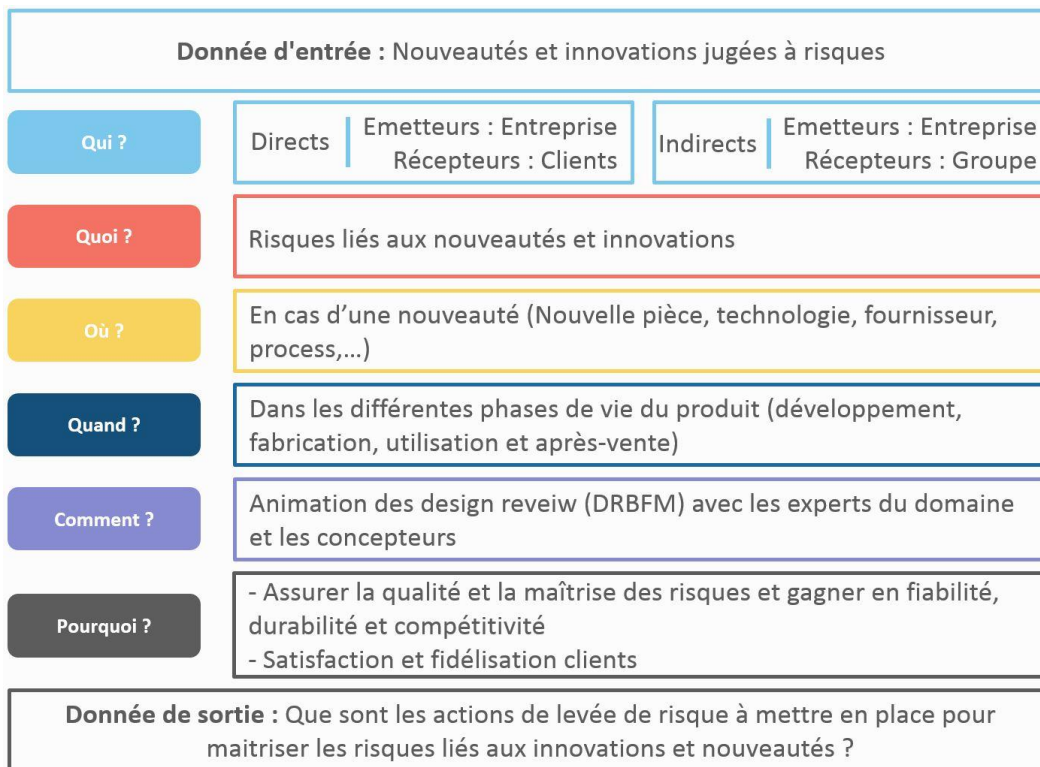 Donnée d'entrée : Nouveautés et innovations jugées à risques
Qui ?
Directs
Emetteurs : Entreprise
Récepteurs : Clients
Indirects
Emetteurs : Entreprise
Récepteurs : Groupe
Quoi ?
Risques liés aux nouveautés et innovations
Où ?
En cas d’une nouveauté (Nouvelle pièce, technologie, fournisseur,
process,...)
Quand ?
Dans les différentes phases de vie du produit (développement,
fabrication, utilisation et après-vente)
Comment ?
Animation des design reveiw (DRBFM) avec les experts du domaine
et les concepteurs
Pourquoi ?
- Assurer la qualité et la maîtrise des risques et gagner en fiabilité,
durabilité et compétitivité
- Satisfaction et fidélisation clients
Donnée de sortie : Que sont les actions de levée de risque à mettre en place pour
maitriser les risques liés aux innovations et nouveautés ?